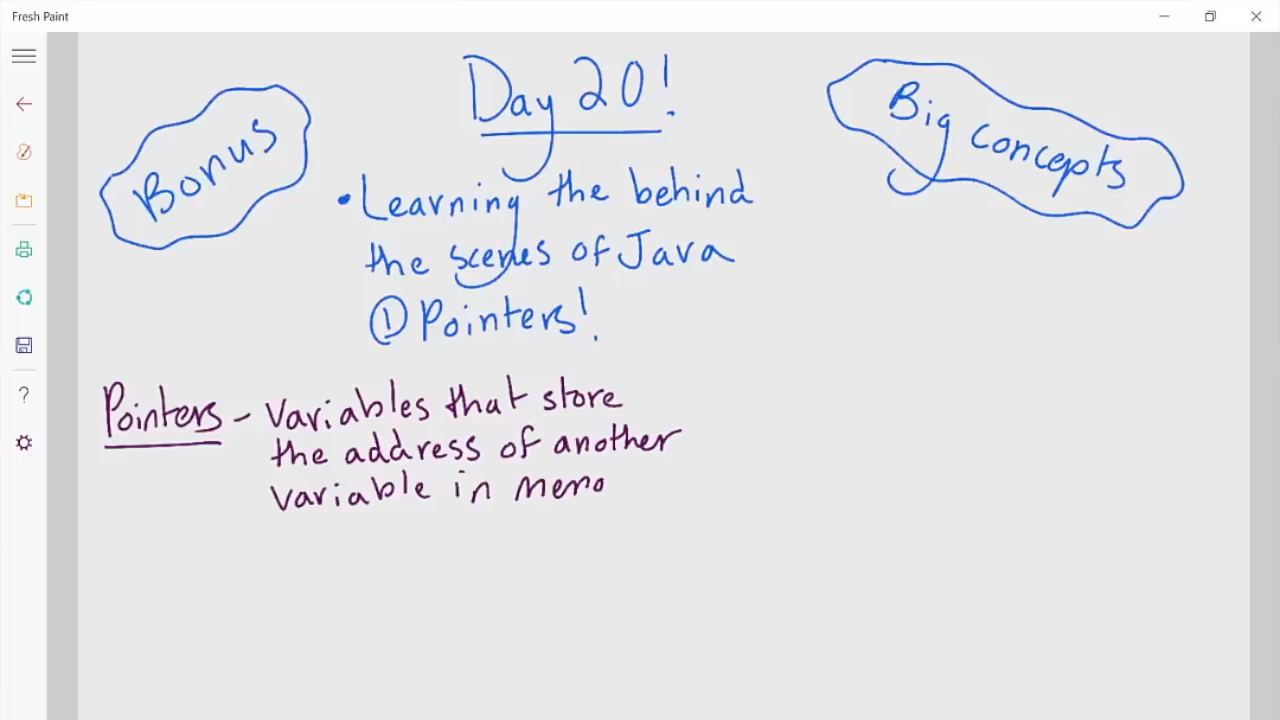 Fresh Paint
Day 20!
Bonus
Big concepts
• Learning the behind
the scenes of Java
① Pointers!
Pointers - Variables that store
the address of another
variable in memo
?